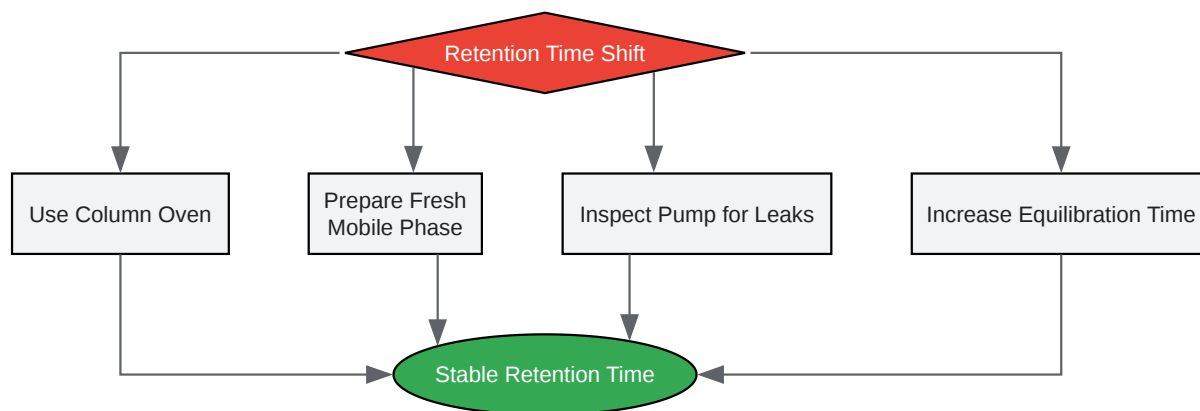 Retention Time Shift
Use Column Oven
Prepare Fresh
Mobile Phase
Inspect Pump for Leaks
Increase Equilibration Time
Stable Retention Time